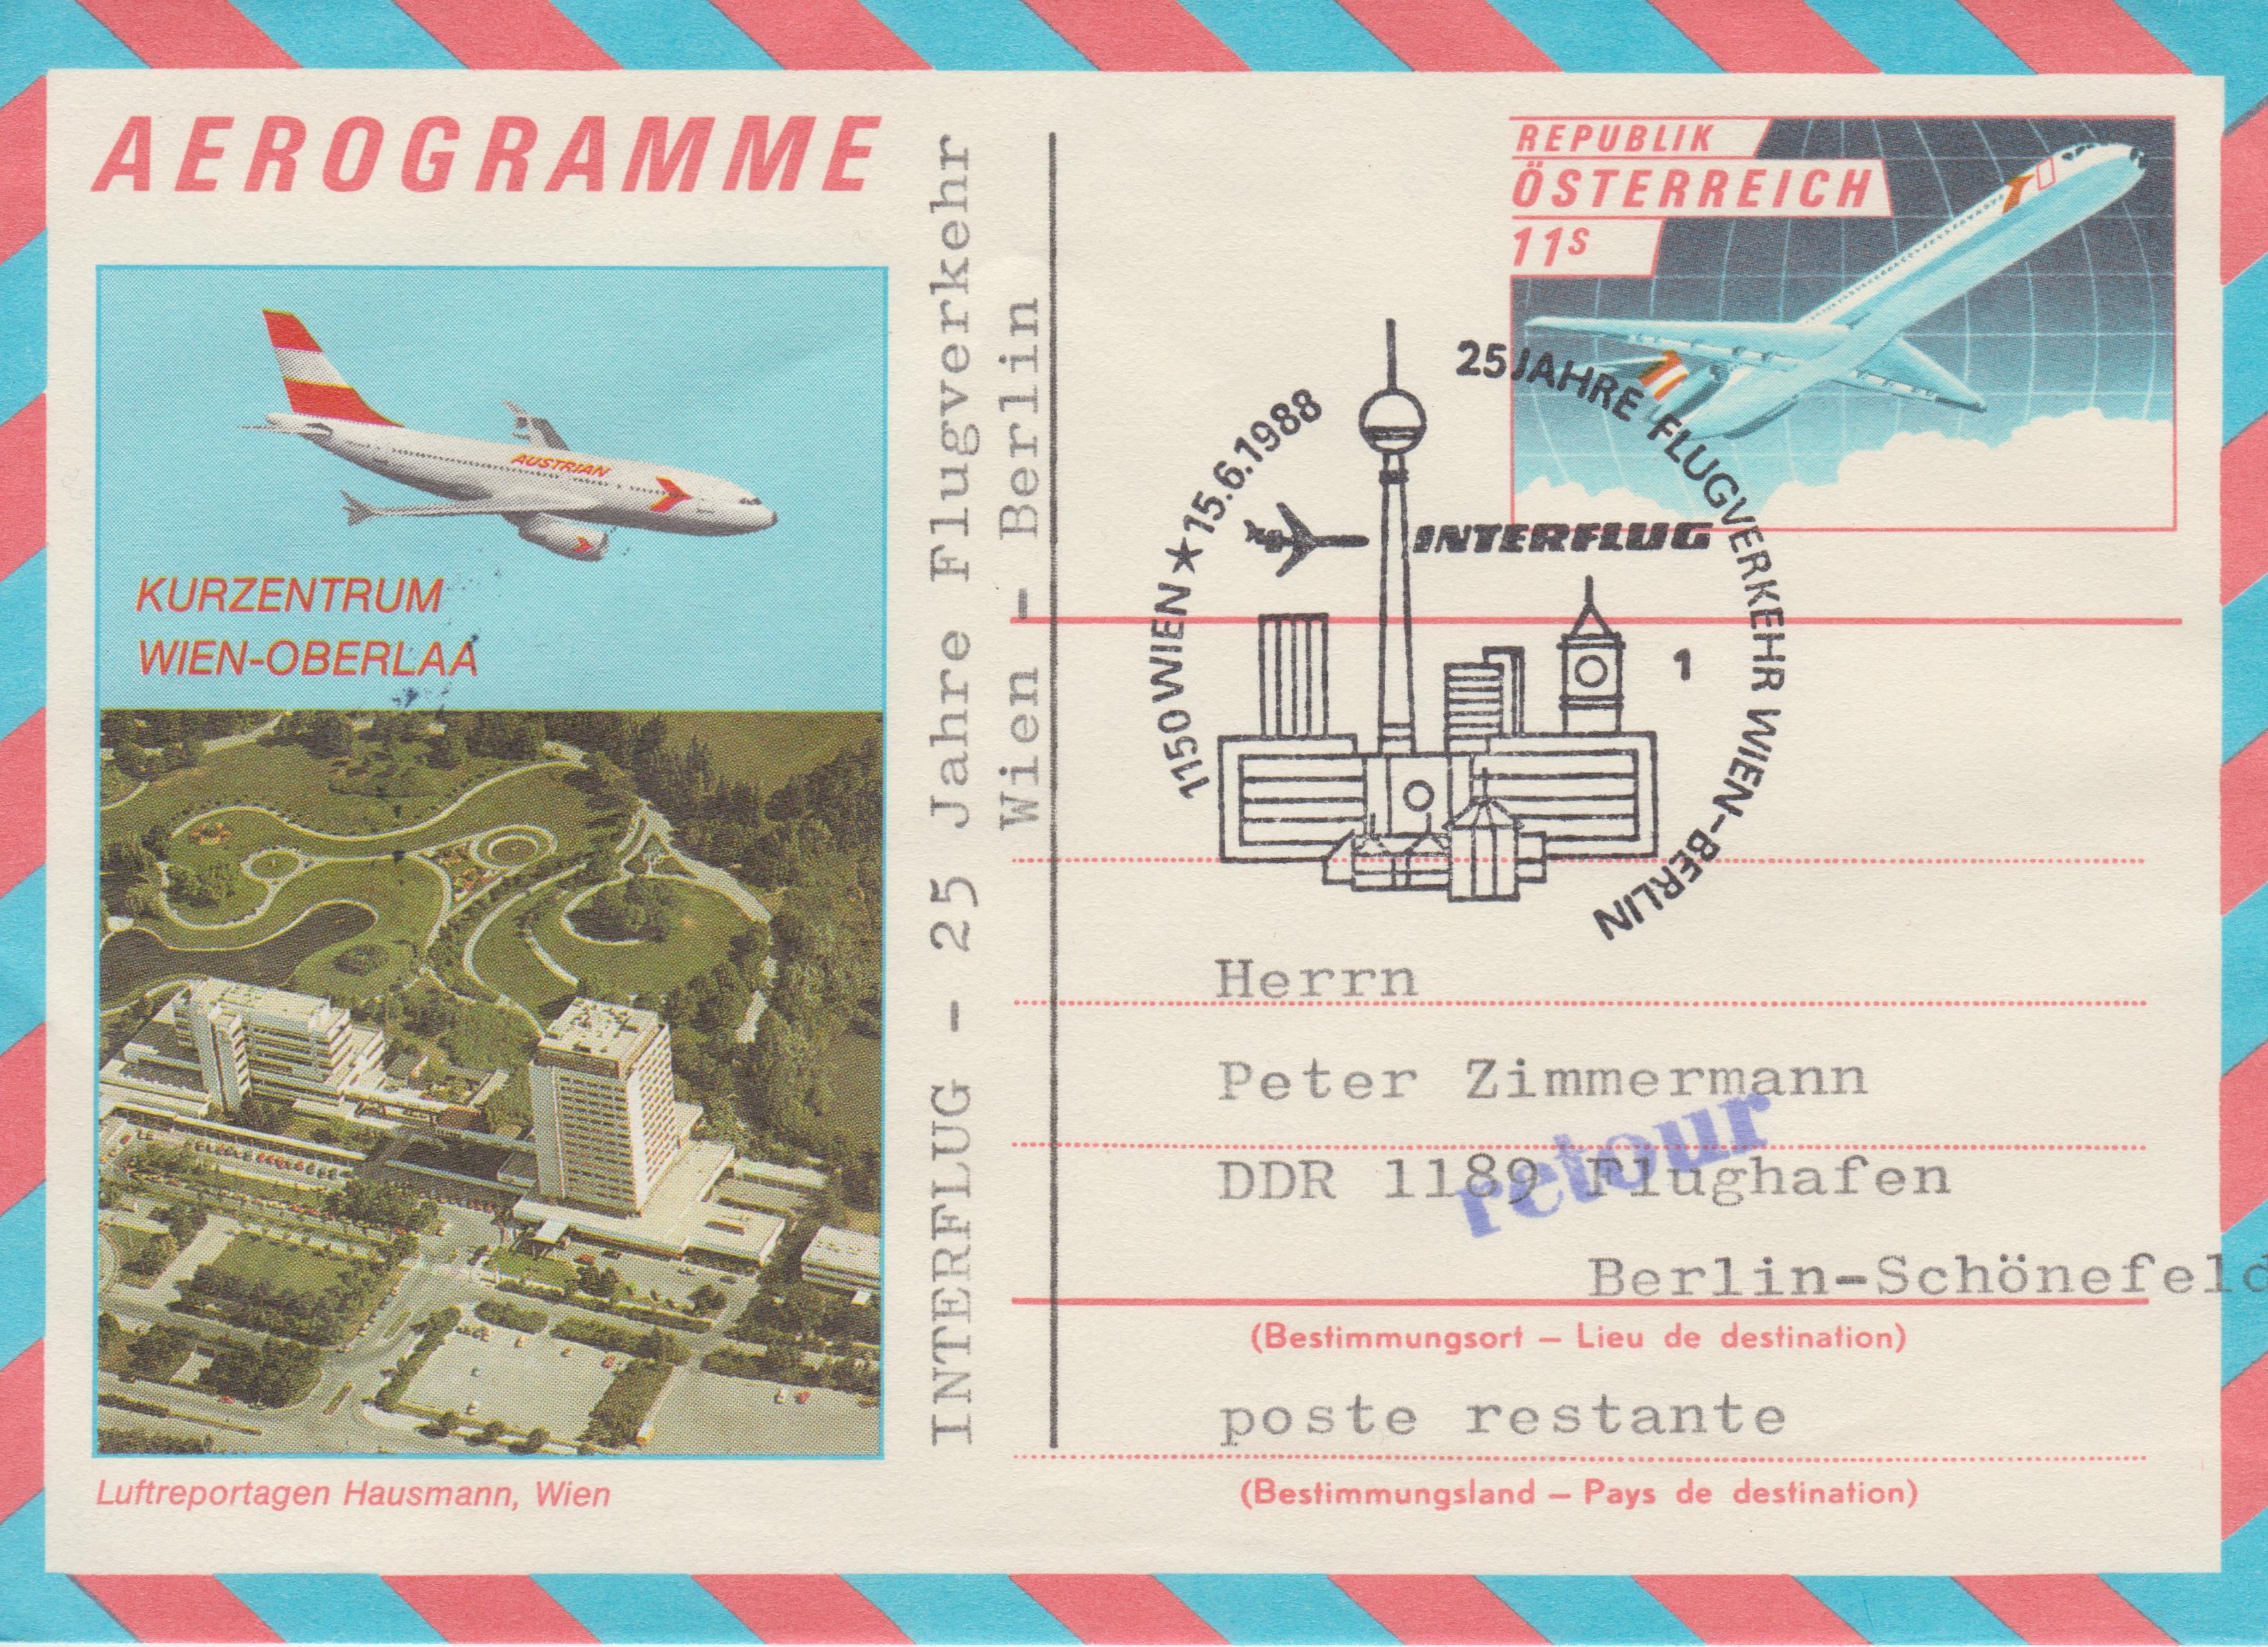 AEROGRAMME
AUSTRIAN
KURZENTRUM
WIEN-OBERLAA
Luftreportagen Hausmann, Wien
INTERFLUG - 25 Jahre Flugverkehr
Wien - Berlin
REPUBLIK
ÖSTERREICH
11S
1150 WIEN ★ 15.6.1988
25 JAHRE FLUGVERKEHR WIEN-BERLIN
INTERFLUG
1
Herrn
Peter Zimmermann
retour
DDR 1189 Flughafen
Berlin-Schönefeld
(Bestimmungsort – Lieu de destination)
poste restante
(Bestimmungsland – Pays de destination)